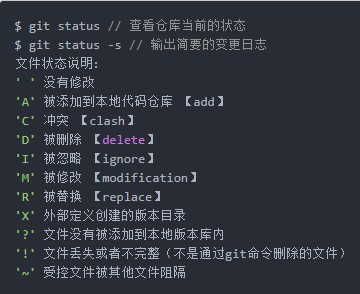 $ git status // 查看仓库当前的状态
$ git status -s // 输出简要的变更日志
文件状态说明:
' ' 没有修改
'A' 被添加到本地代码仓库 【add】
'C' 冲突 【clash】
'D' 被删除 【delete】
'I' 被忽略 【ignore】
'M' 被修改 【modification】
'R' 被替换 【replace】
'X' 外部定义创建的版本目录
'?' 文件没有被添加到本地版本库内
'!' 文件丢失或者不完整（不是通过git命令删除的文件）
'~' 受控文件被其他文件阻隔